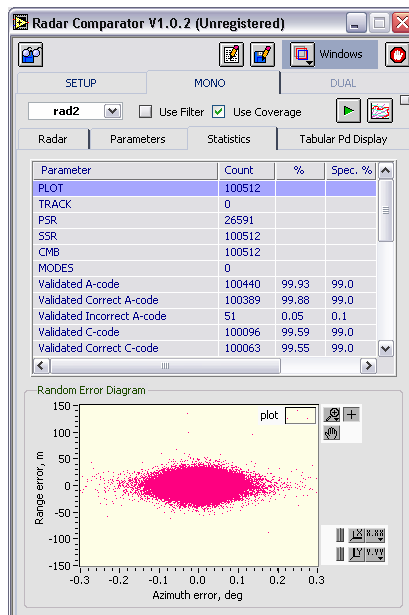 Radar Comparator V1.0.2 (Unregistered)
Windows
SETUP MONO DUAL
rad2 Use Filter Use Coverage
Radar Parameters Statistics Tabular Pd Display
Parameter Count % Spec. %
PLOT 100512
TRACK 0
PSR 26591
SSR 100512
CMB 100512
MODES 0
Validated A-code 100440 99.93 99.0
Validated Correct A-code 100389 99.88 99.0
Validated Incorrect A-code 51 0.05 0.1
Validated C-code 100096 99.59 99.0
Validated Correct C-code 100063 99.55 99.0
Random Error Diagram
plot
150
100
50
0
-50
-100
-150
Range error, m
-0.3 -0.2 -0.1 0.0 0.1 0.2 0.3
Azimuth error, deg
X 8.88
Y Y.YY